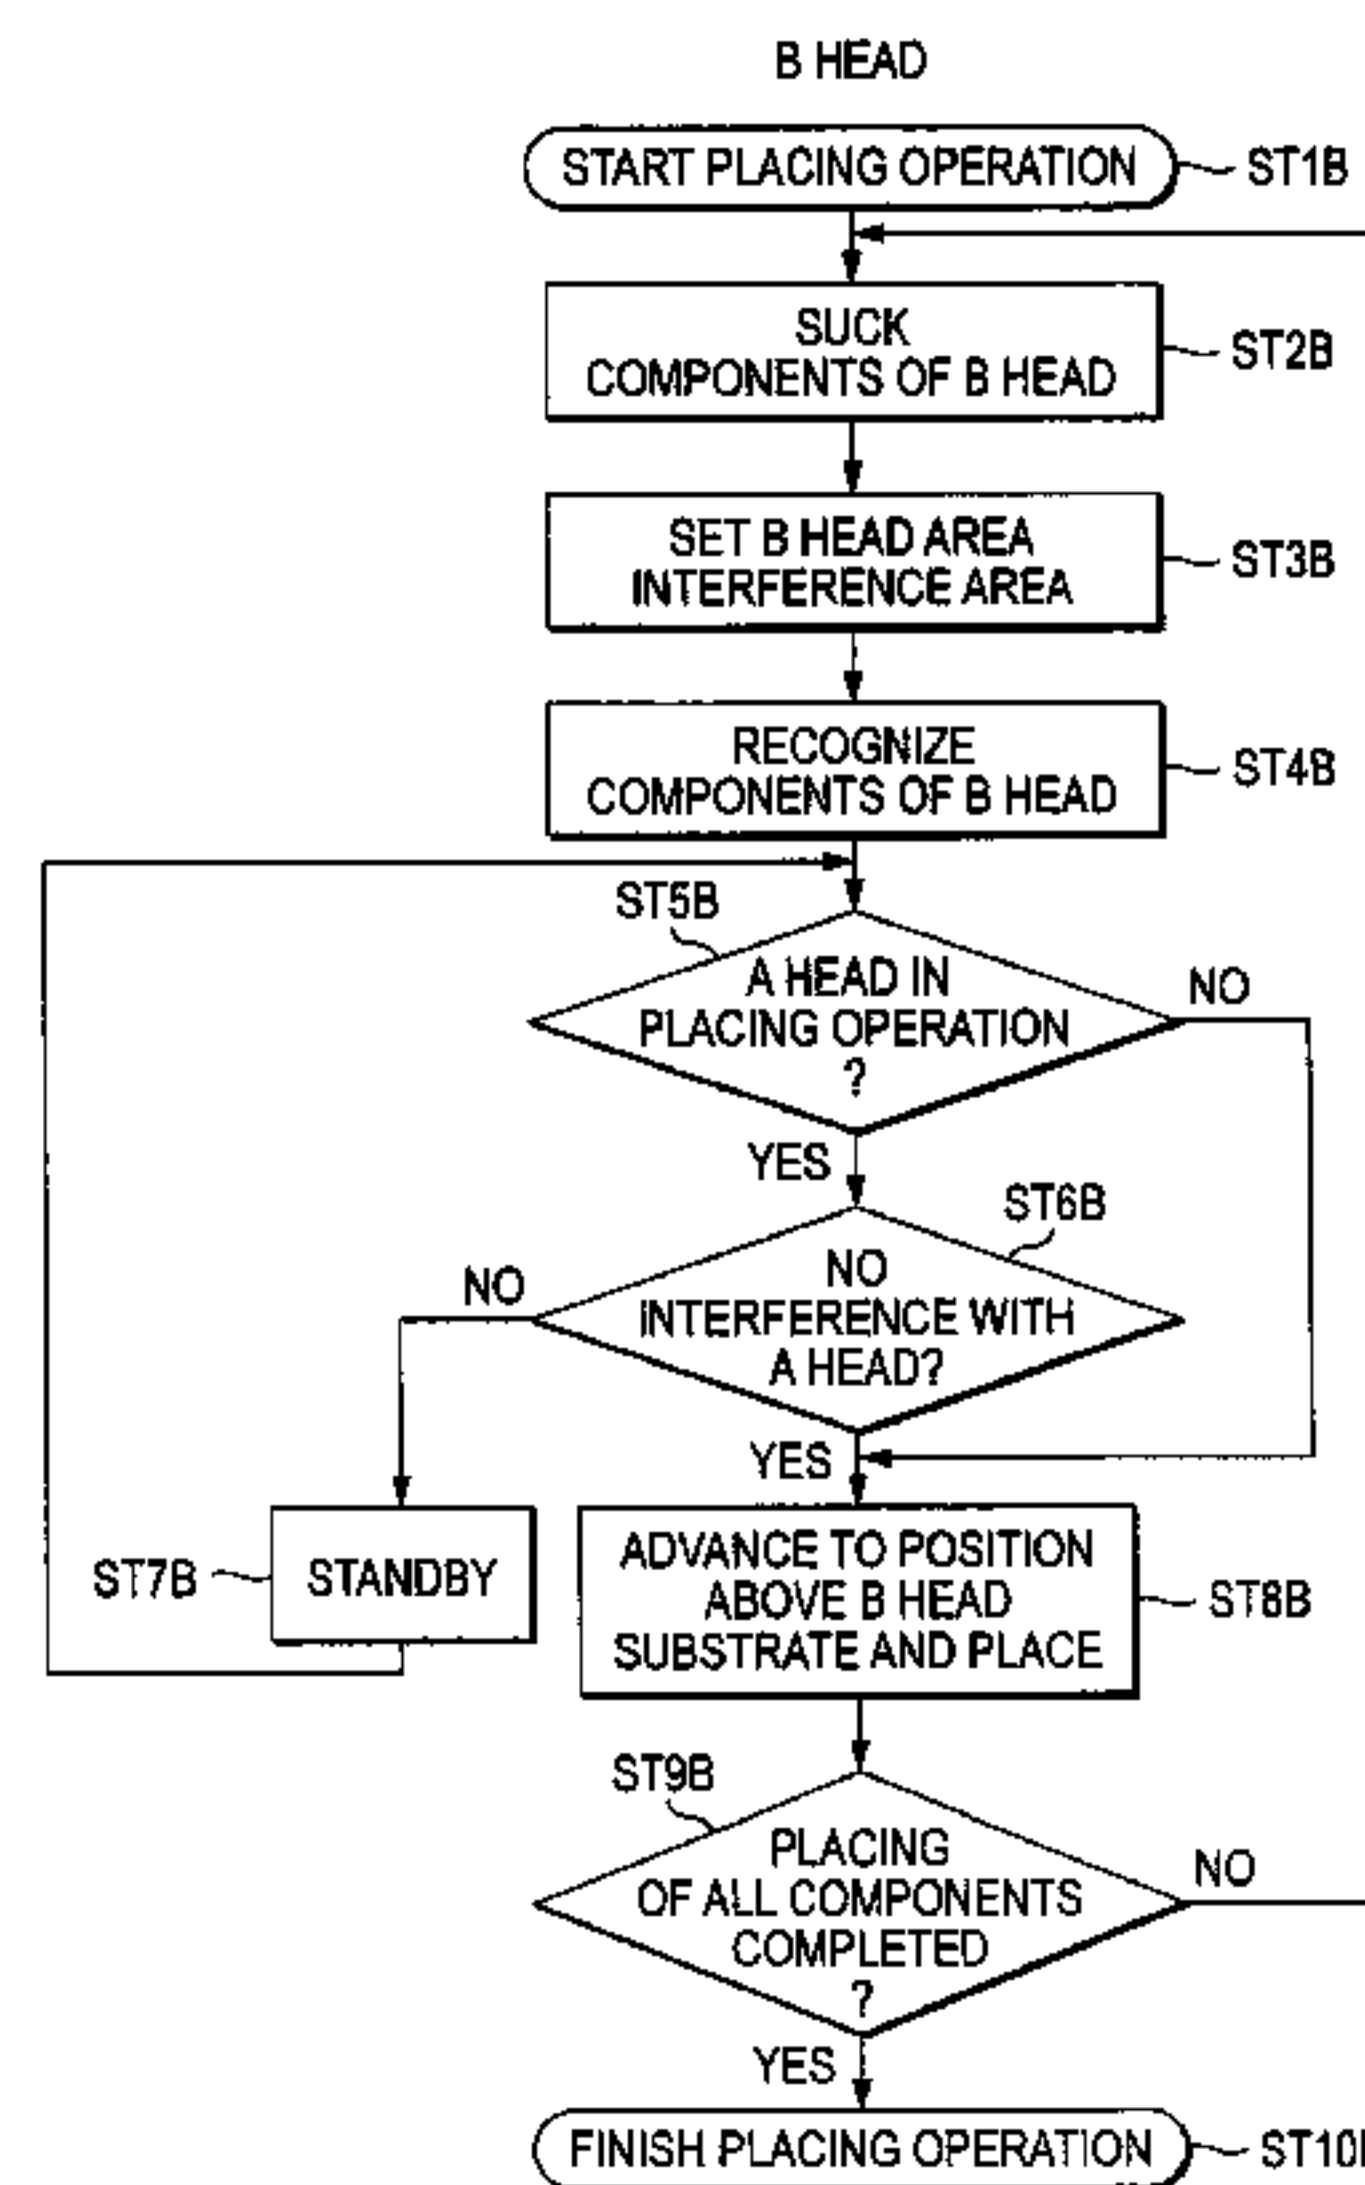 B HEAD
START PLACING OPERATION
ST1B
SUCK
COMPONENTS OF B HEAD
ST2B
SET B HEAD AREA
INTERFERENCE AREA
ST3B
RECOGNIZE
COMPONENTS OF B HEAD
ST4B
ST5B
A HEAD IN
PLACING OPERATION
?
NO
YES
ST6B
NO
INTERFERENCE WITH
A HEAD?
NO
YES
ST7B
STANDBY
ADVANCE TO POSITION
ABOVE B HEAD
SUBSTRATE AND PLACE
ST8B
ST9B
PLACING
OF ALL COMPONENTS
COMPLETED
?
NO
YES
FINISH PLACING OPERATION
ST10